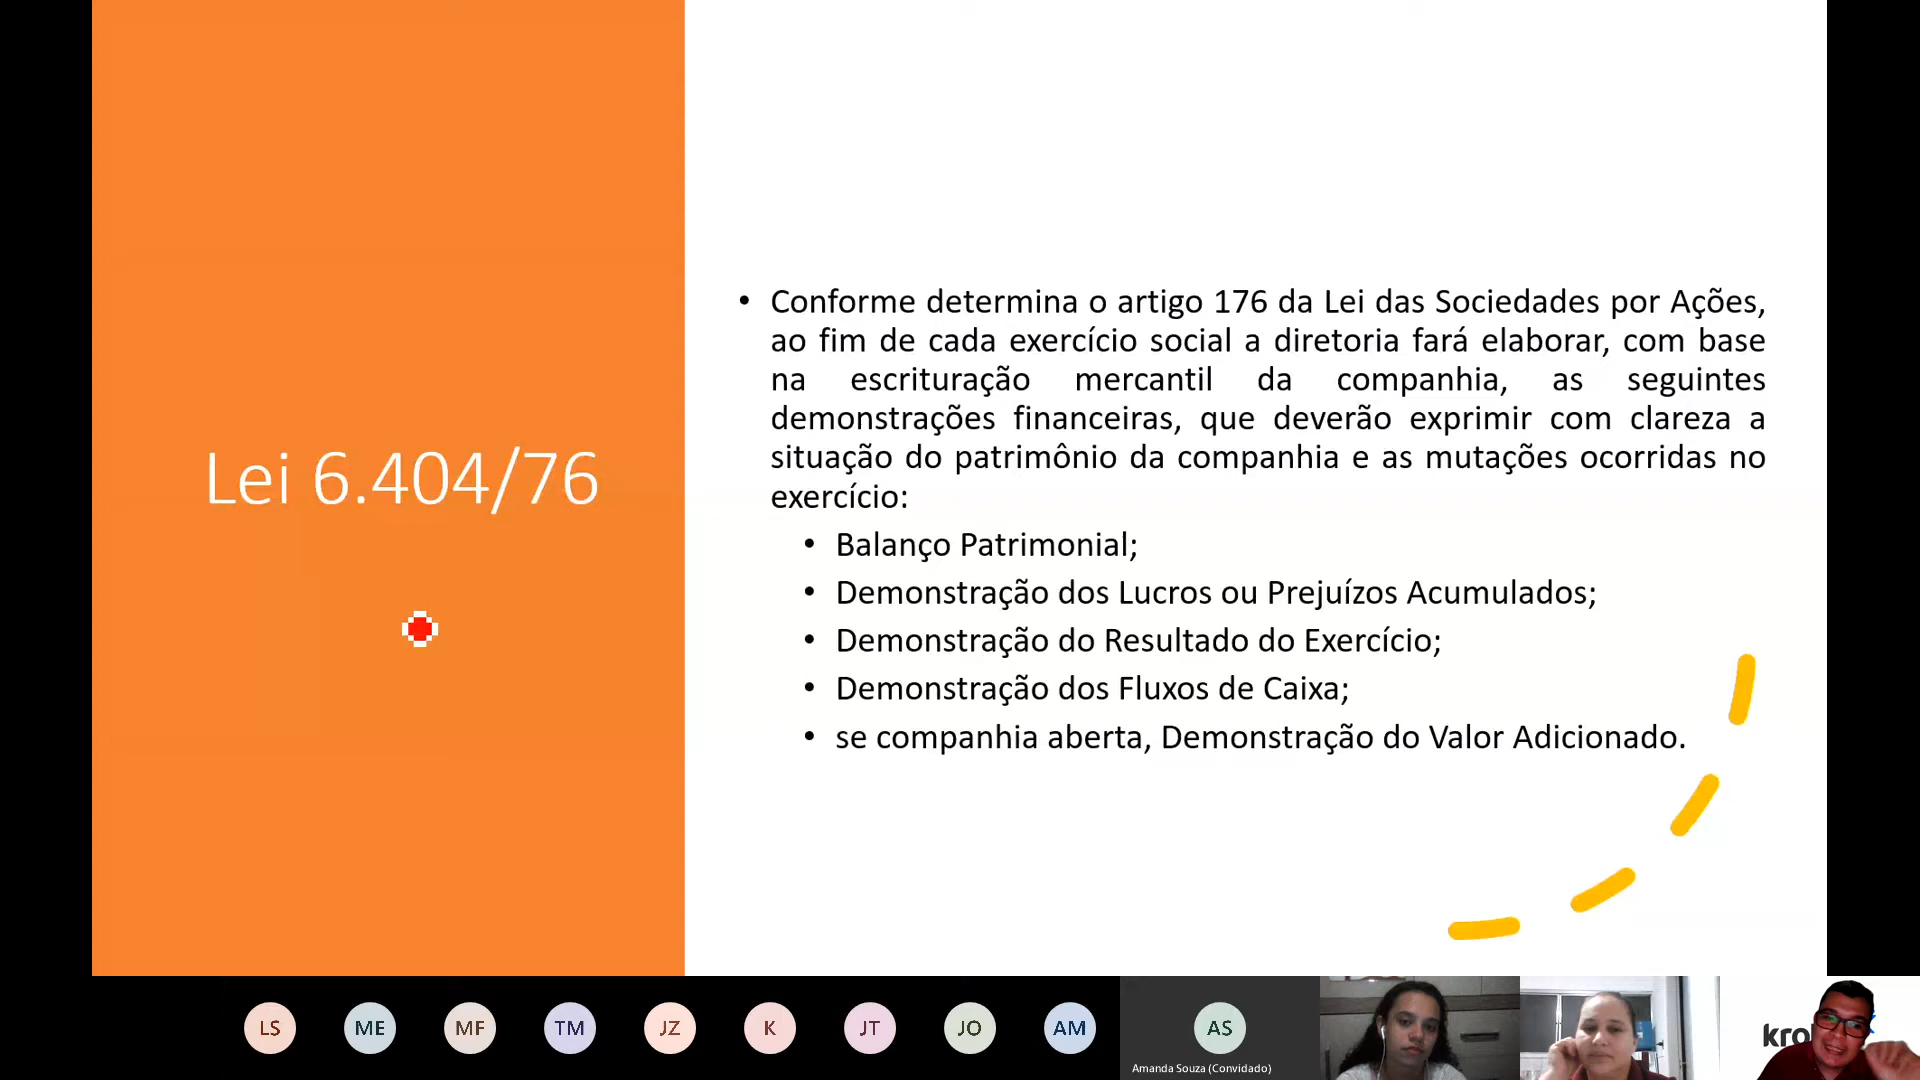 Lei 6.404/76
• Conforme determina o artigo 176 da Lei das Sociedades por Ações,
ao fim de cada exercício social a diretoria fará elaborar, com base
na escrituração mercantil da companhia, as seguintes
demonstrações financeiras, que deverão exprimir com clareza a
situação do patrimônio da companhia e as mutações ocorridas no
exercício:
• Balanço Patrimonial;
• Demonstração dos Lucros ou Prejuízos Acumulados;
• Demonstração do Resultado do Exercício;
• Demonstração dos Fluxos de Caixa;
• se companhia aberta, Demonstração do Valor Adicionado.
LS ME MF TM JZ K JT JO AM AS
Amanda Souza (Convidado)